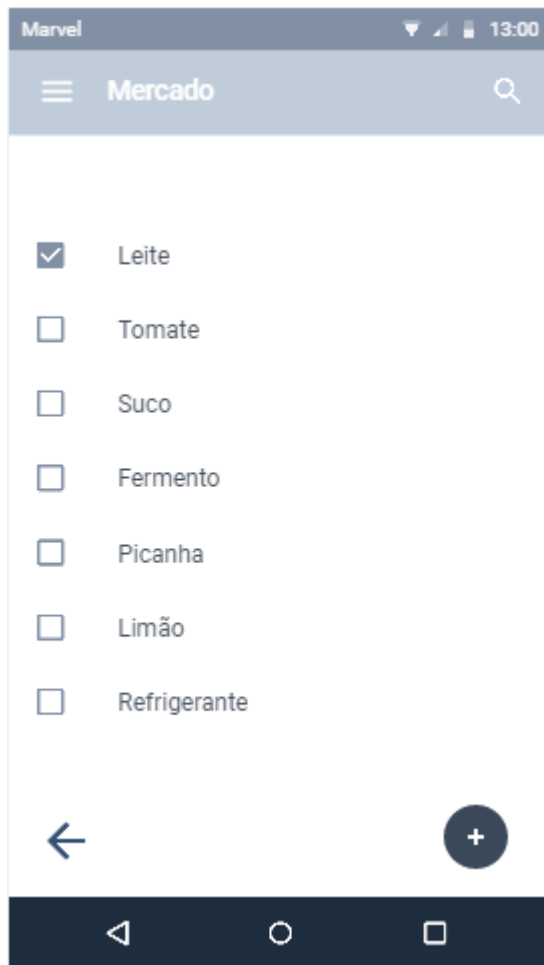 Marvel 13:00
Mercado
Leite
Tomate
Suco
Fermento
Picanha
Limão
Refrigerante
+